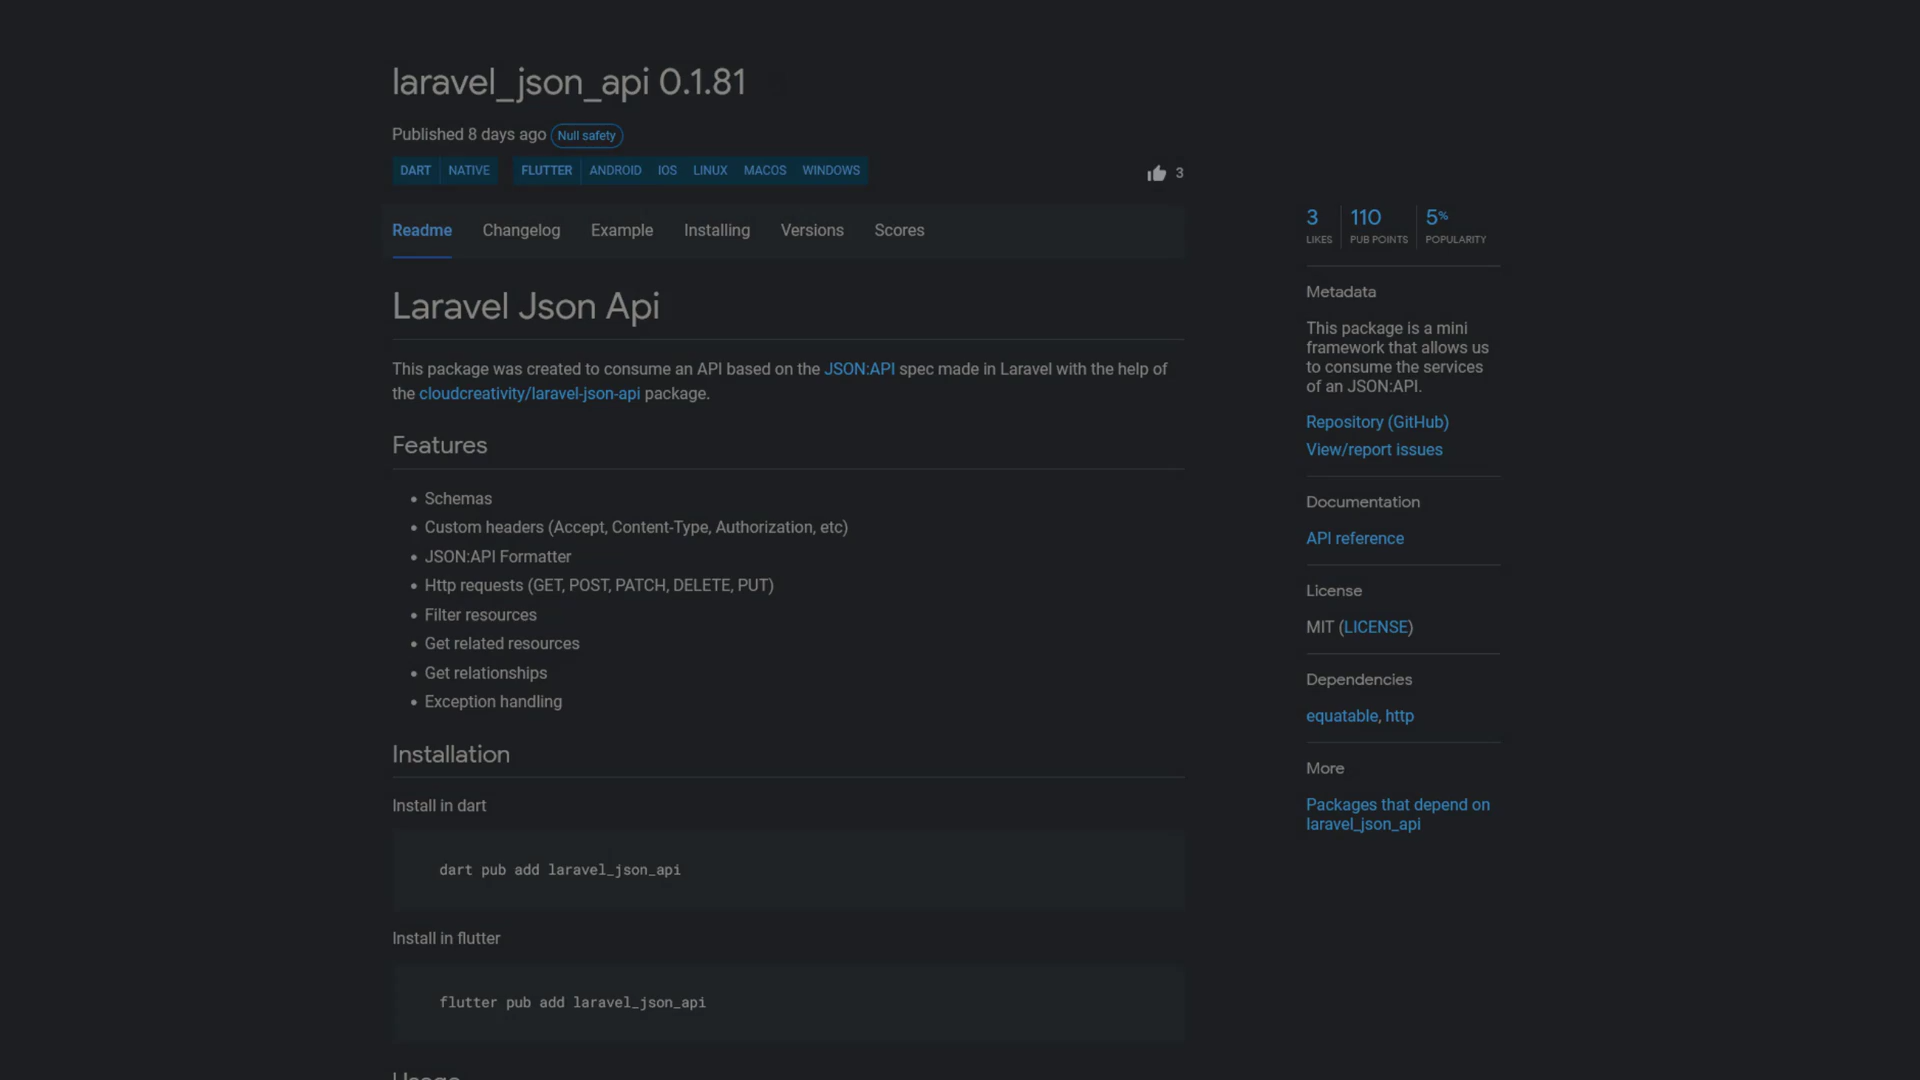 laravel_json_api 0.1.81
Published 8 days ago Null safety
DART NATIVE FLUTTER ANDROID IOS LINUX MACOS WINDOWS
3
Readme Changelog Example Installing Versions Scores
Laravel Json Api
This package was created to consume an API based on the JSON:API spec made in Laravel with the help of
the cloudcreativity/laravel-json-api package.
Features
• Schemas
• Custom headers (Accept, Content-Type, Authorization, etc)
• JSON:API Formatter
• Http requests (GET, POST, PATCH, DELETE, PUT)
• Filter resources
• Get related resources
• Get relationships
• Exception handling
Installation
Install in dart
dart pub add laravel_json_api
Install in flutter
flutter pub add laravel_json_api
3 110 5%
LIKES PUB POINTS POPULARITY
Metadata
This package is a mini
framework that allows us
to consume the services
of an JSON:API.
Repository (GitHub)
View/report issues
Documentation
API reference
License
MIT (LICENSE)
Dependencies
equatable, http
More
Packages that depend on
laravel_json_api